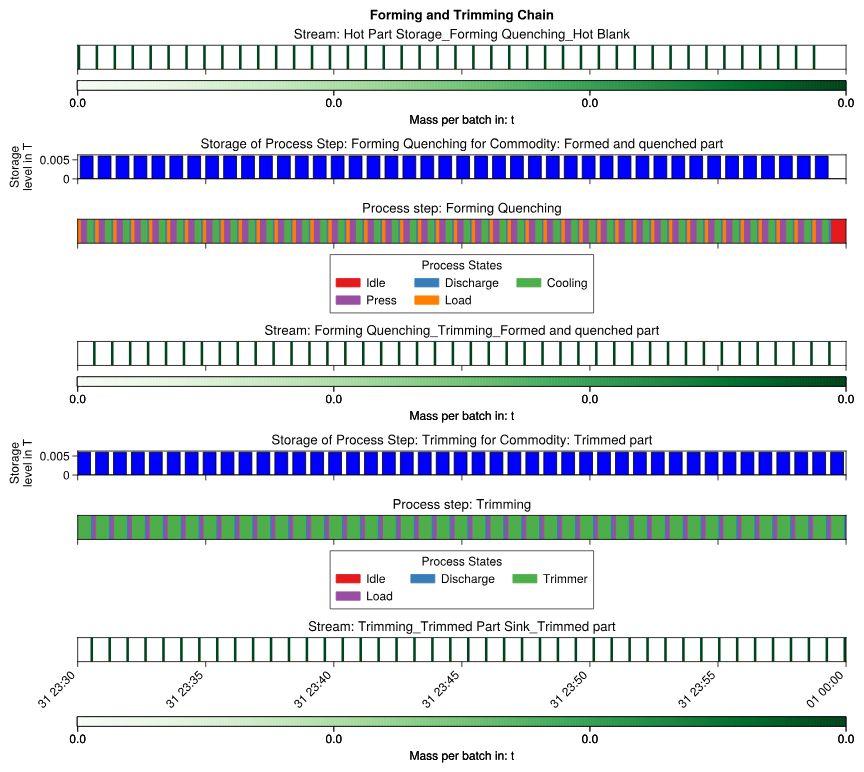 Forming and Trimming Chain
Stream: Hot Part Storage_Forming Quenching_Hot Blank
0.0 0.0 0.0 0.0
Mass per batch in: t
Storage of Process Step: Forming Quenching for Commodity: Formed and quenched part
Storage
level in T
0.005
0
Process step: Forming Quenching
Process States
Idle Discharge Cooling
Press Load
Stream: Forming Quenching_Trimming_Formed and quenched part
0.0 0.0 0.0 0.0
Mass per batch in: t
Storage of Process Step: Trimming for Commodity: Trimmed part
Storage
level in T
0.005
0
Process step: Trimming
Process States
Idle Discharge Trimmer
Load
Stream: Trimming_Trimmed Part Sink_Trimmed part
31 23:30 31 23:35 31 23:40 31 23:45 31 23:50 31 23:55 01 00:00
0.0 0.0 0.0 0.0
Mass per batch in: t